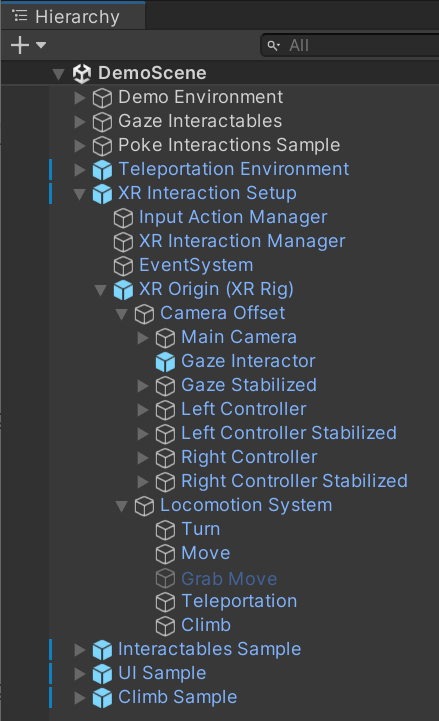 Hierarchy
All
DemoScene
Demo Environment
Gaze Interactables
Poke Interactions Sample
Teleportation Environment
XR Interaction Setup
Input Action Manager
XR Interaction Manager
EventSystem
XR Origin (XR Rig)
Camera Offset
Main Camera
Gaze Interactor
Gaze Stabilized
Left Controller
Left Controller Stabilized
Right Controller
Right Controller Stabilized
Locomotion System
Turn
Move
Grab Move
Teleportation
Climb
Interactables Sample
UI Sample
Climb Sample